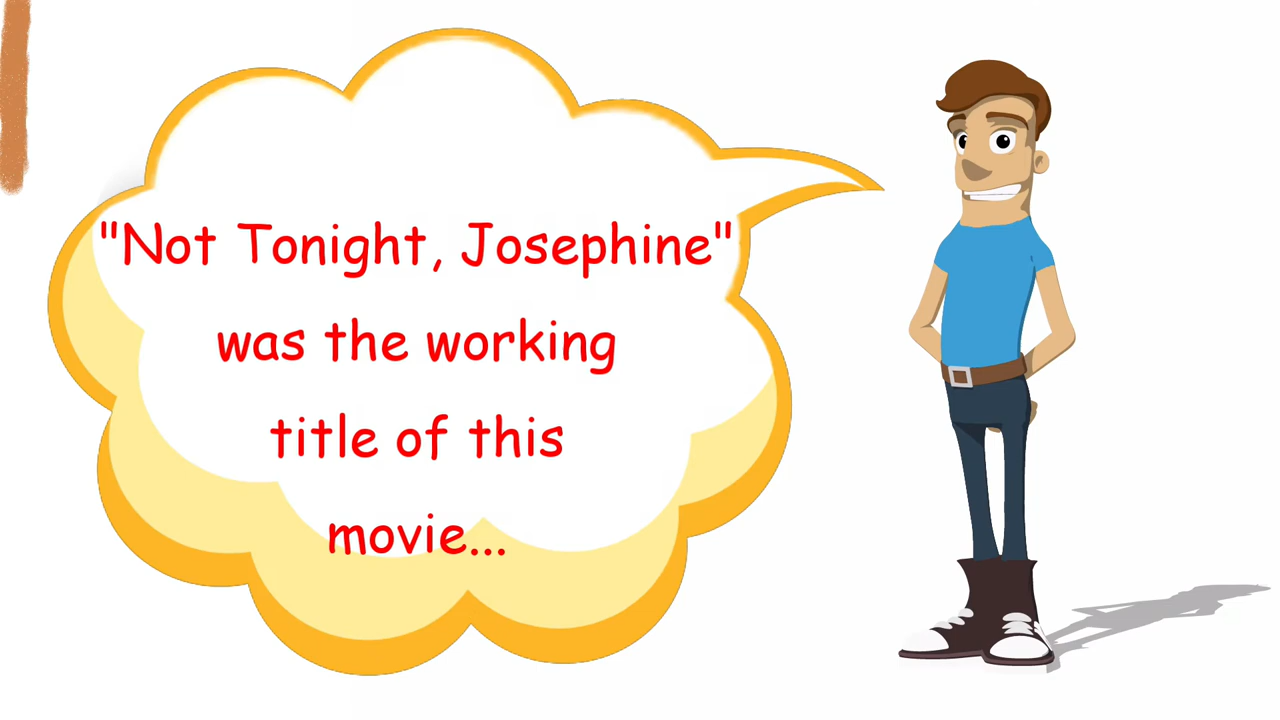 "Not Tonight, Josephine"
was the working
title of this
movie...